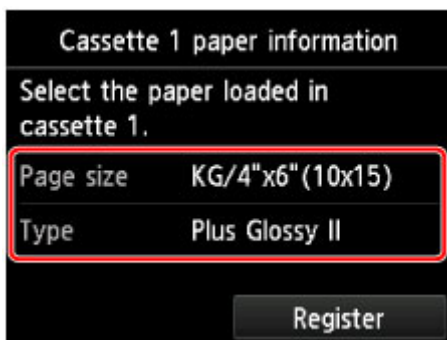 Cassette 1 paper information
Select the paper loaded in
cassette 1.
Page size KG/4"x6"(10x15)
Type Plus Glossy II
Register